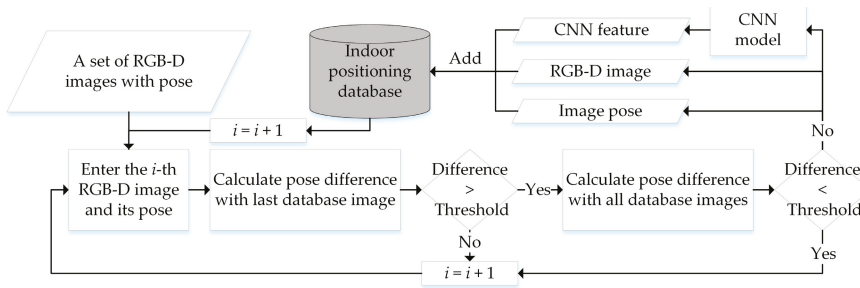 A set of RGB-D
images with pose
Indoor
positioning
database
Add
CNN feature
CNN
model
RGB-D image
Image pose
i = i + 1
No
Enter the i-th
RGB-D image
and its pose
Calculate pose difference
with last database image
Difference
>
Threshold
Yes
Calculate pose difference
with all database images
Difference
<
Threshold
No
Yes
i = i + 1